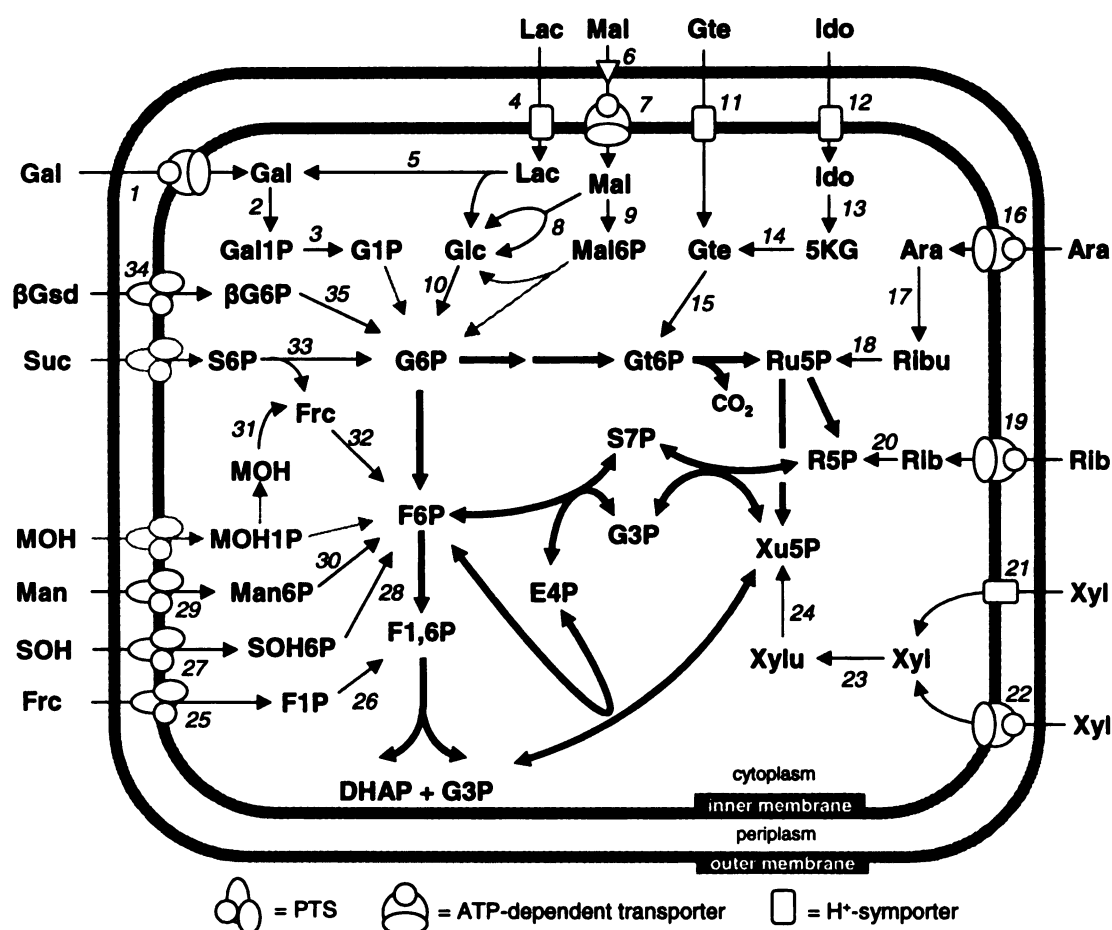 Lac Mal Gte Ido
6
4 7 11 12
Gal 1 Gal 5 Lac Mal Ido
2 8 9 13 16
Gal1P 3 G1P Glc Mal6P Gte 14 5KG Ara Ara
34 10 15 17
βGsd βG6P 35
Suc S6P 33 G6P Gt6P Ru5P 18 Ribu
CO2
Frc
31 32 S7P 19
MOH R5P 20 Rib Rib
F6P G3P
MOH MOH1P Xu5P
30 21
Man 29 Man6P 28 E4P 24 Xyl
F1,6P
SOH 27 SOH6P Xylu 23 Xyl
22
Frc 25 F1P 26 Xyl
cytoplasm
DHAP + G3P
inner membrane
periplasm
outer membrane
= PTS = ATP-dependent transporter = H+-symporter